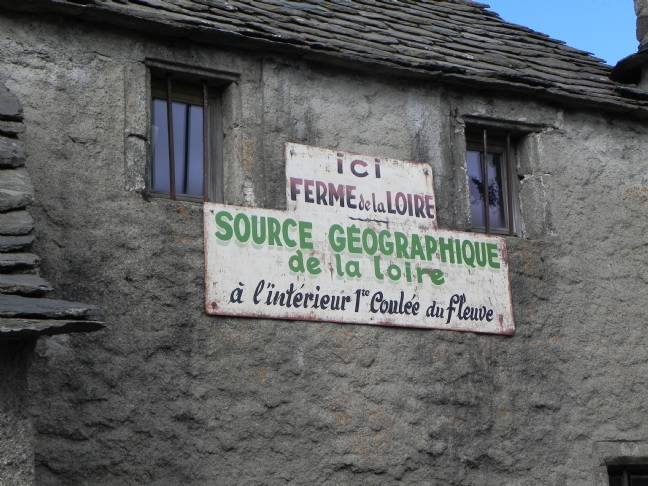 ici
FERME de la LOIRE
SOURCE GÉOGRAPHIQUE
de la loire
à l'intérieur 1re Coulée du fleuve